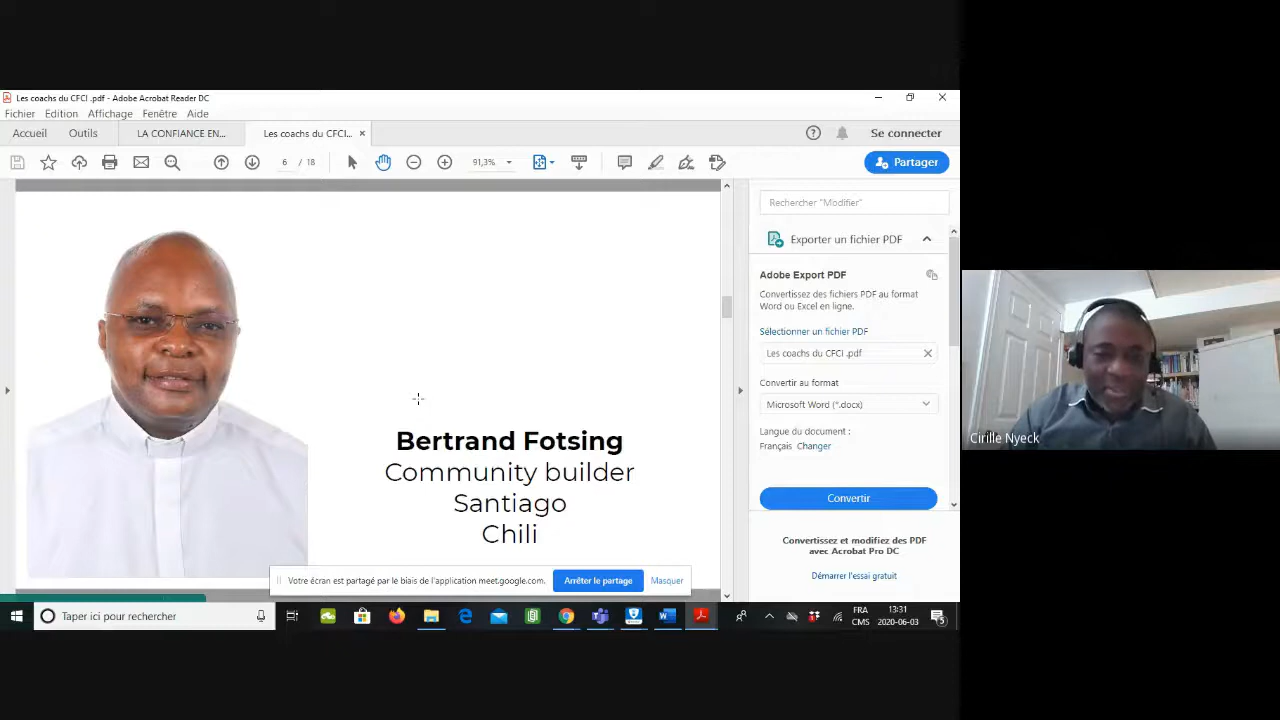 Les coachs du CFCI .pdf - Adobe Acrobat Reader DC
Fichier Edition Affichage Fenêtre Aide
Accueil Outils LA CONFIANCE EN... Les coachs du CFCI... Se connecter
6 / 18 91,3% Partager
Rechercher "Modifier"
Exporter un fichier PDF
Adobe Export PDF
Convertissez des fichiers PDF au format
Word ou Excel en ligne.
Sélectionner un fichier PDF
Les coachs du CFCI .pdf
Convertir au format
Microsoft Word (*.docx)
Langue du document :
Français Changer
Convertir
Convertissez et modifiez des PDF
avec Acrobat Pro DC
Démarrer l'essai gratuit
Bertrand Fotsing
Community builder
Santiago
Chili
Votre écran est partagé par le biais de l'application meet.google.com. Arrêter le partage Masquer
Taper ici pour rechercher
FRA 13:31
CMS 2020-06-03 5
Cirille Nyeck